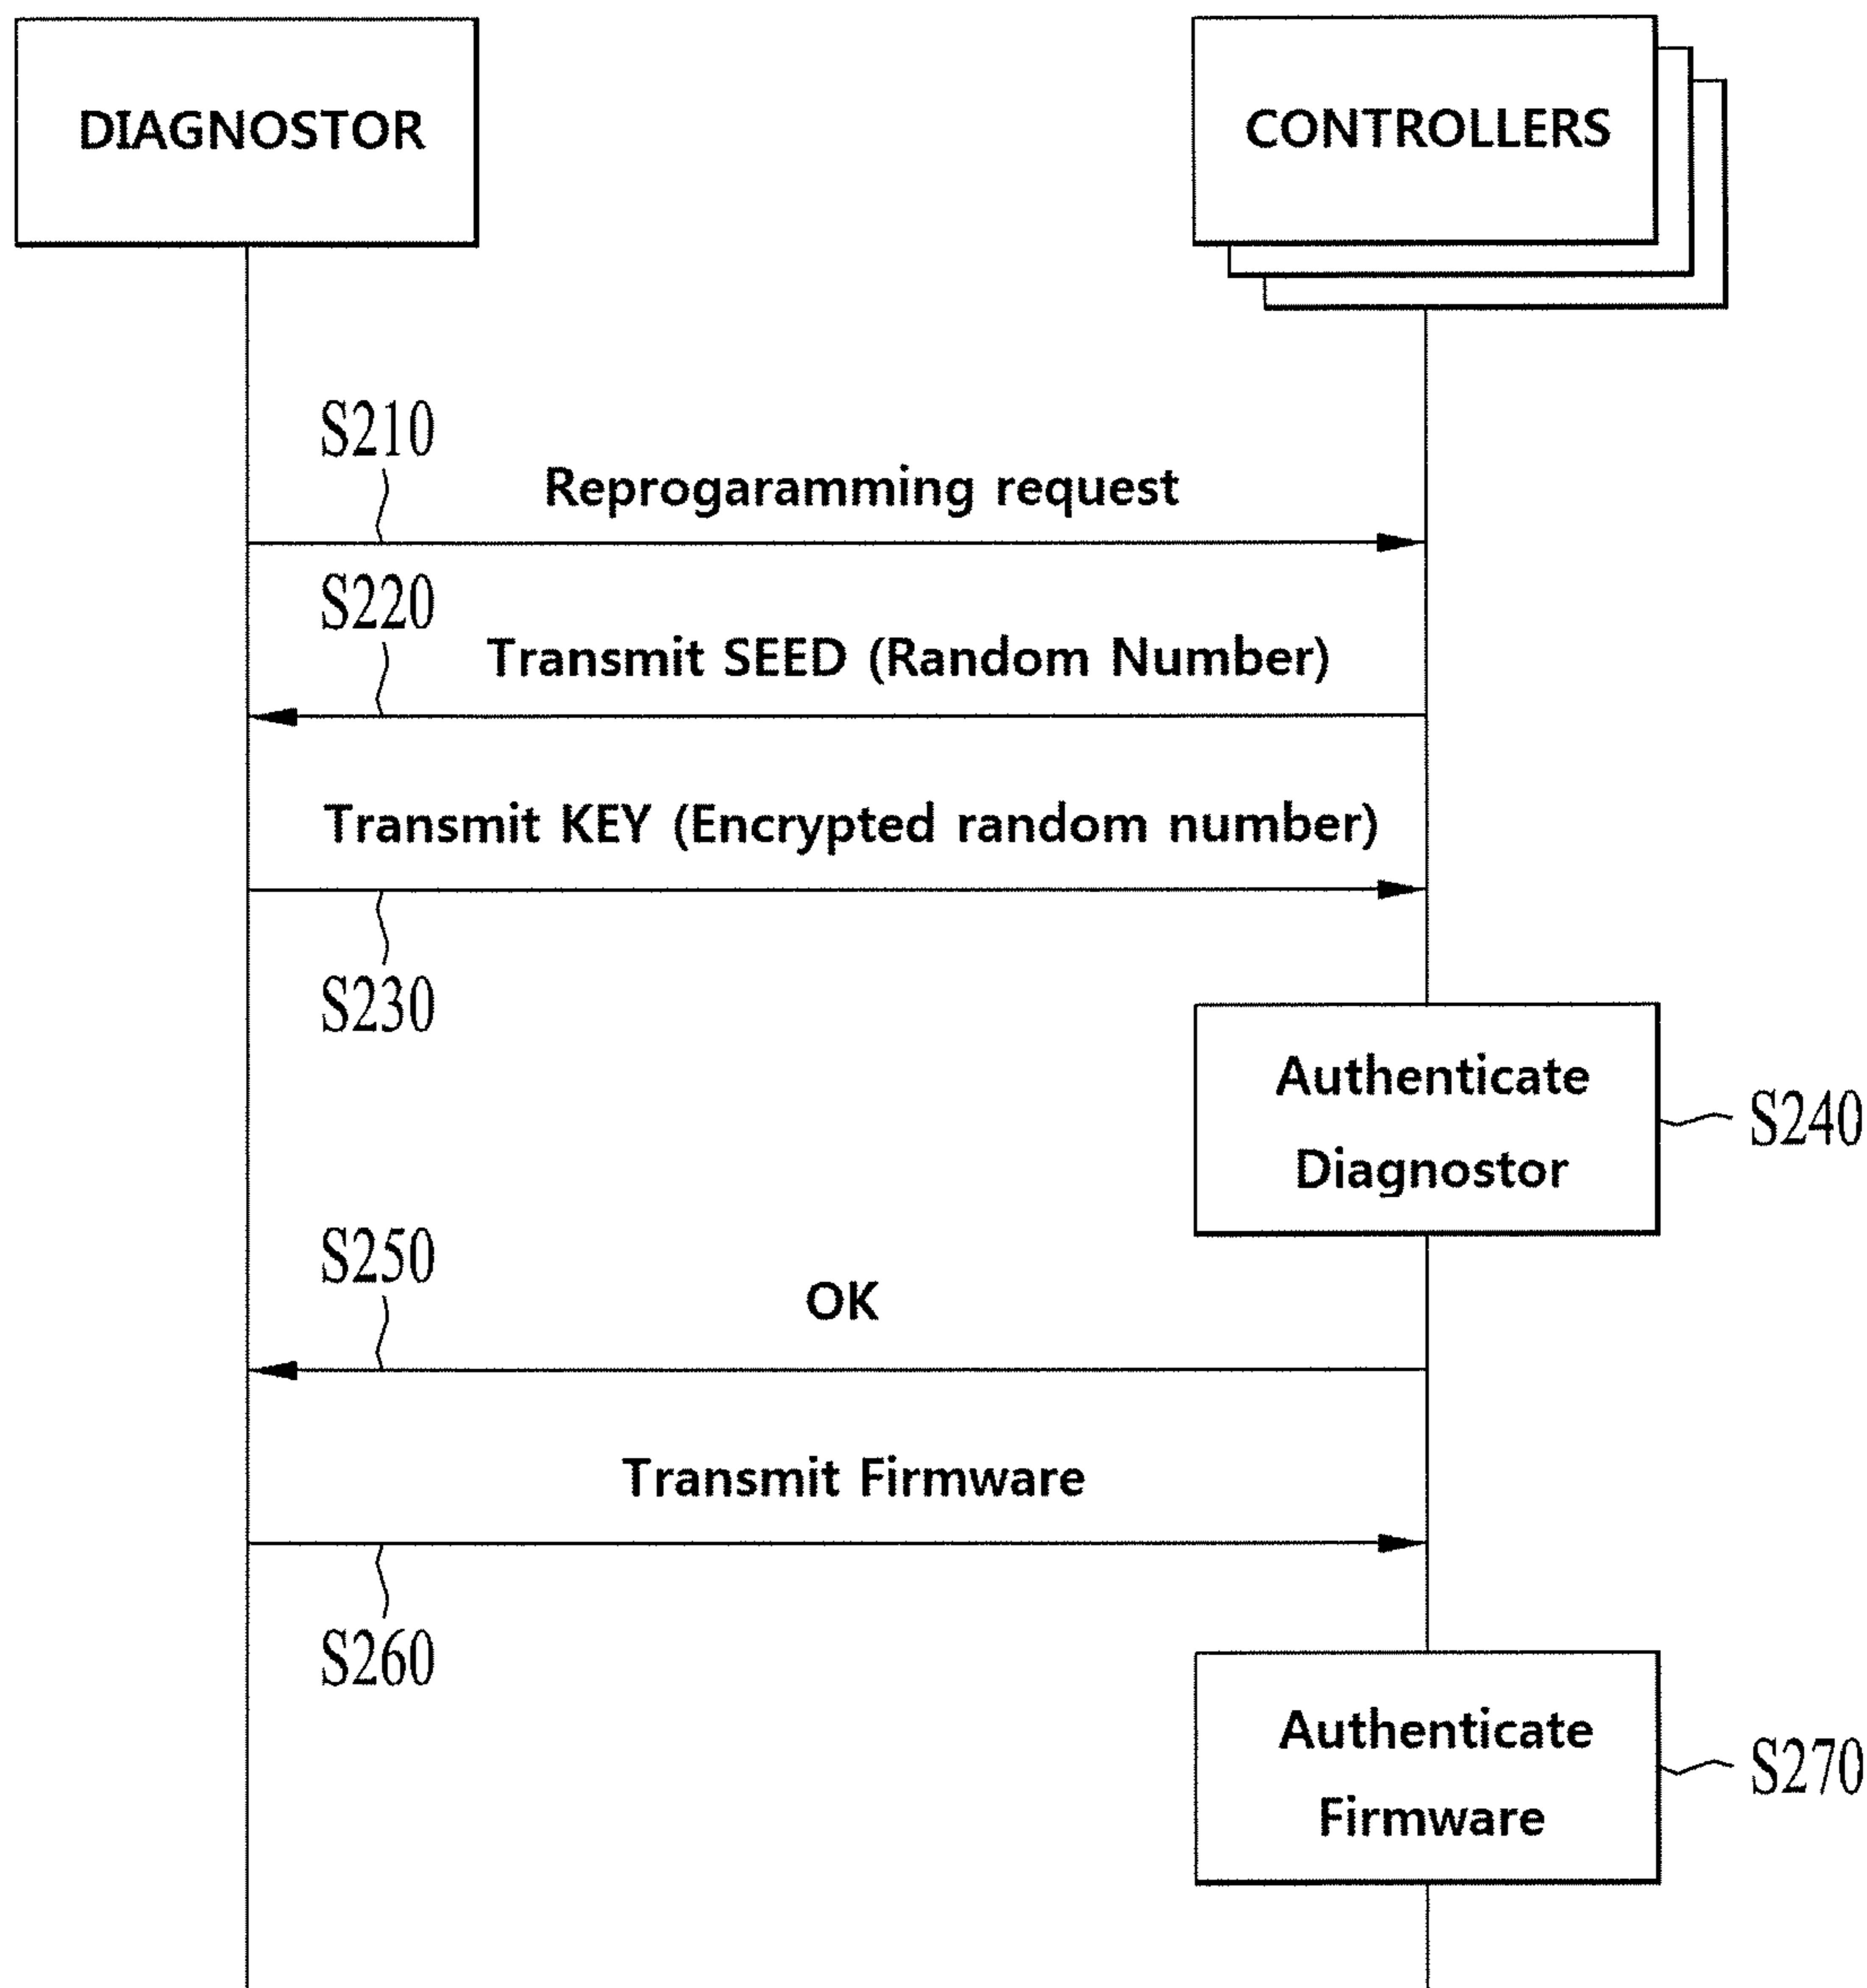 DIAGNOSTOR
CONTROLLERS
S210
Reprogaramming request
S220
Transmit SEED (Random Number)
Transmit KEY (Encrypted random number)
S230
Authenticate
Diagnostor
S240
S250
OK
Transmit Firmware
S260
Authenticate
Firmware
S270